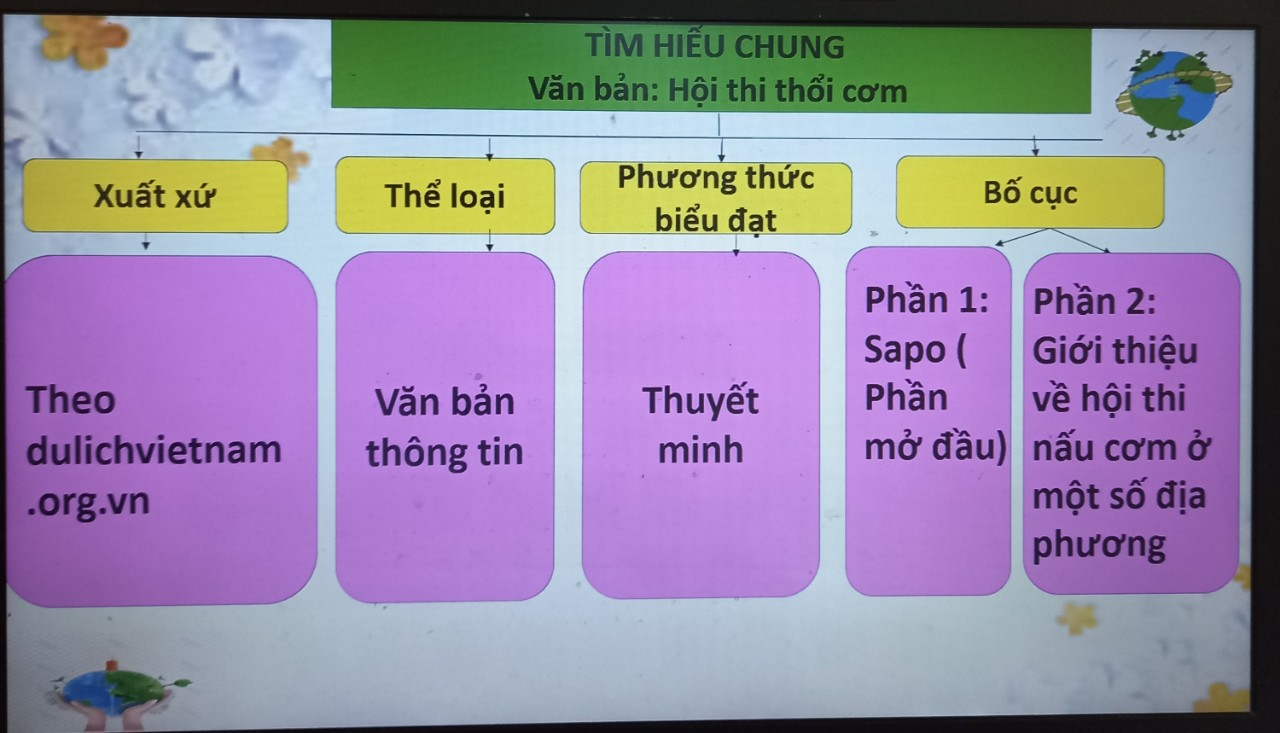 TÌM HIỂU CHUNG
Văn bản: Hội thi thổi cơm
Xuất xứ
Thể loại
Phương thức
biểu đạt
Bố cục
Theo
dulichvietnam
.org.vn
Văn bản
thông tin
Thuyết
minh
Phần 1:
Sapo (
Phần
mở đầu)
Phần 2:
Giới thiệu
về hội thi
nấu cơm ở
một số địa
phương